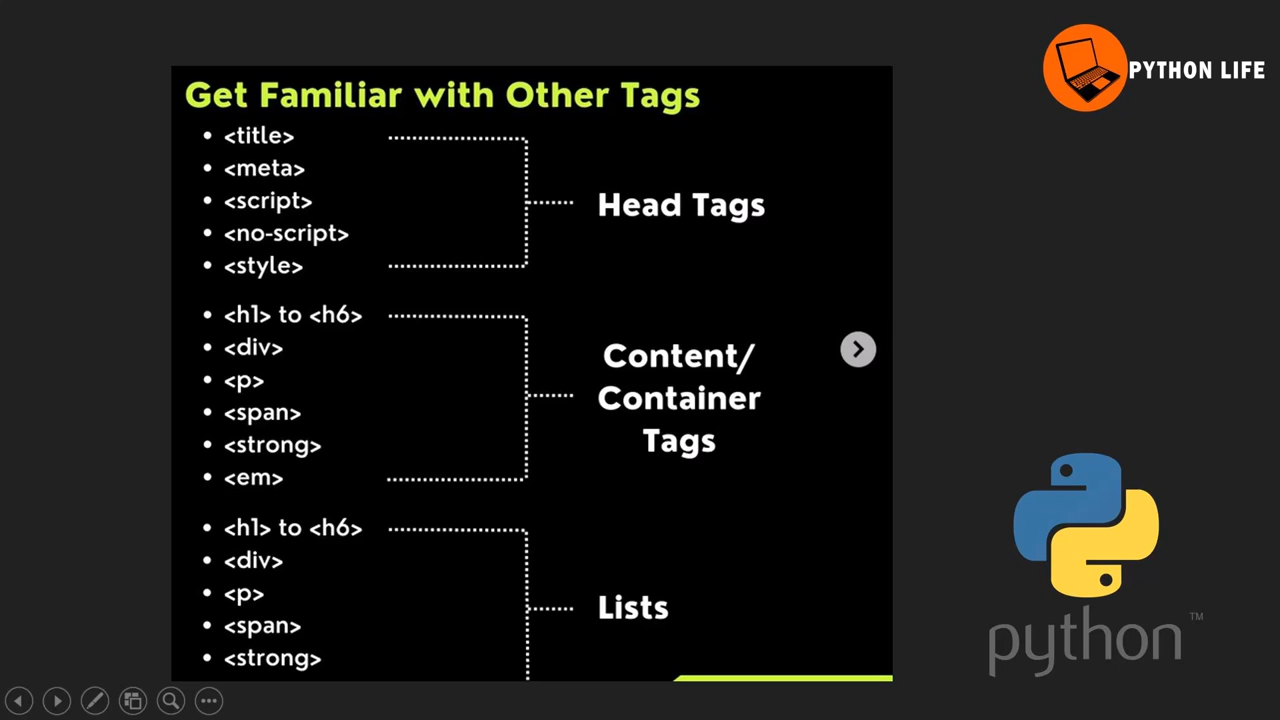 PYTHON LIFE
Get Familiar with Other Tags
• <title>
• <meta>
• <script>
• <no-script>
• <style>
Head Tags
• <h1> to <h6>
• <div>
• <p>
• <span>
• <strong>
• <em>
Content/
Container
Tags
• <h1> to <h6>
• <div>
• <p>
• <span>
• <strong>
Lists
python
TM